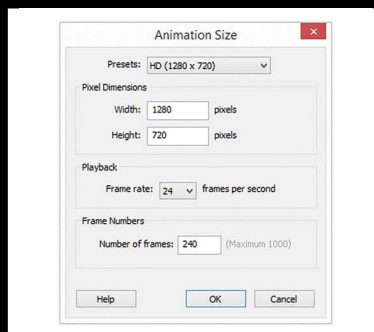 Animation Size
Presets: HD (1280 x 720)
Pixel Dimensions
Width: 1280 pixels
Height: 720 pixels
Playback
Frame rate: 24 frames per second
Frame Numbers
Number of frames: 240 (Maximum 1000)
Help OK Cancel